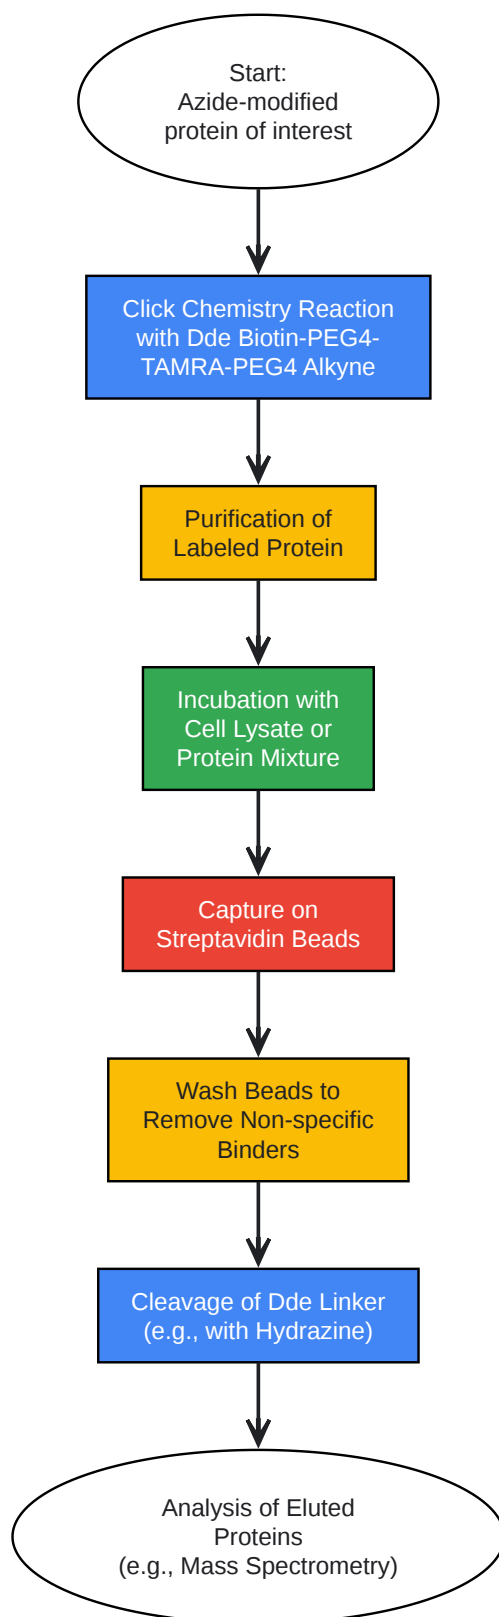 Start:
Azide-modified
protein of interest
Click Chemistry Reaction
with Dde Biotin-PEG4-
TAMRA-PEG4 Alkyne
Purification of
Labeled Protein
Incubation with
Cell Lysate or
Protein Mixture
Capture on
Streptavidin Beads
Wash Beads to
Remove Non-specific
Binders
Cleavage of Dde Linker
(e.g., with Hydrazine)
Analysis of Eluted
Proteins
(e.g., Mass Spectrometry)